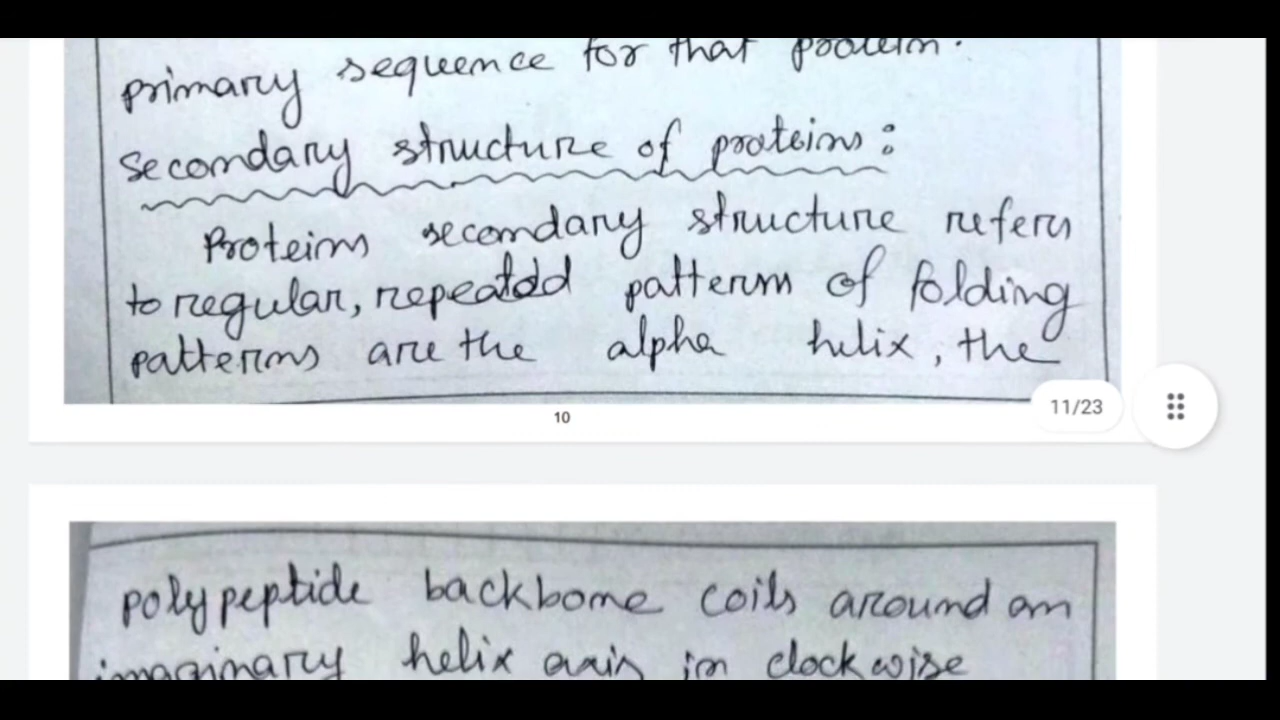 primary sequence for that protein.
secondary structure of proteins:
Proteins secondary structure refers
to regular, repeated pattern of folding
patterns are the alpha helix, the
11/23
10
polypeptide backbone coils around an
imaginary helix axis in clockwise